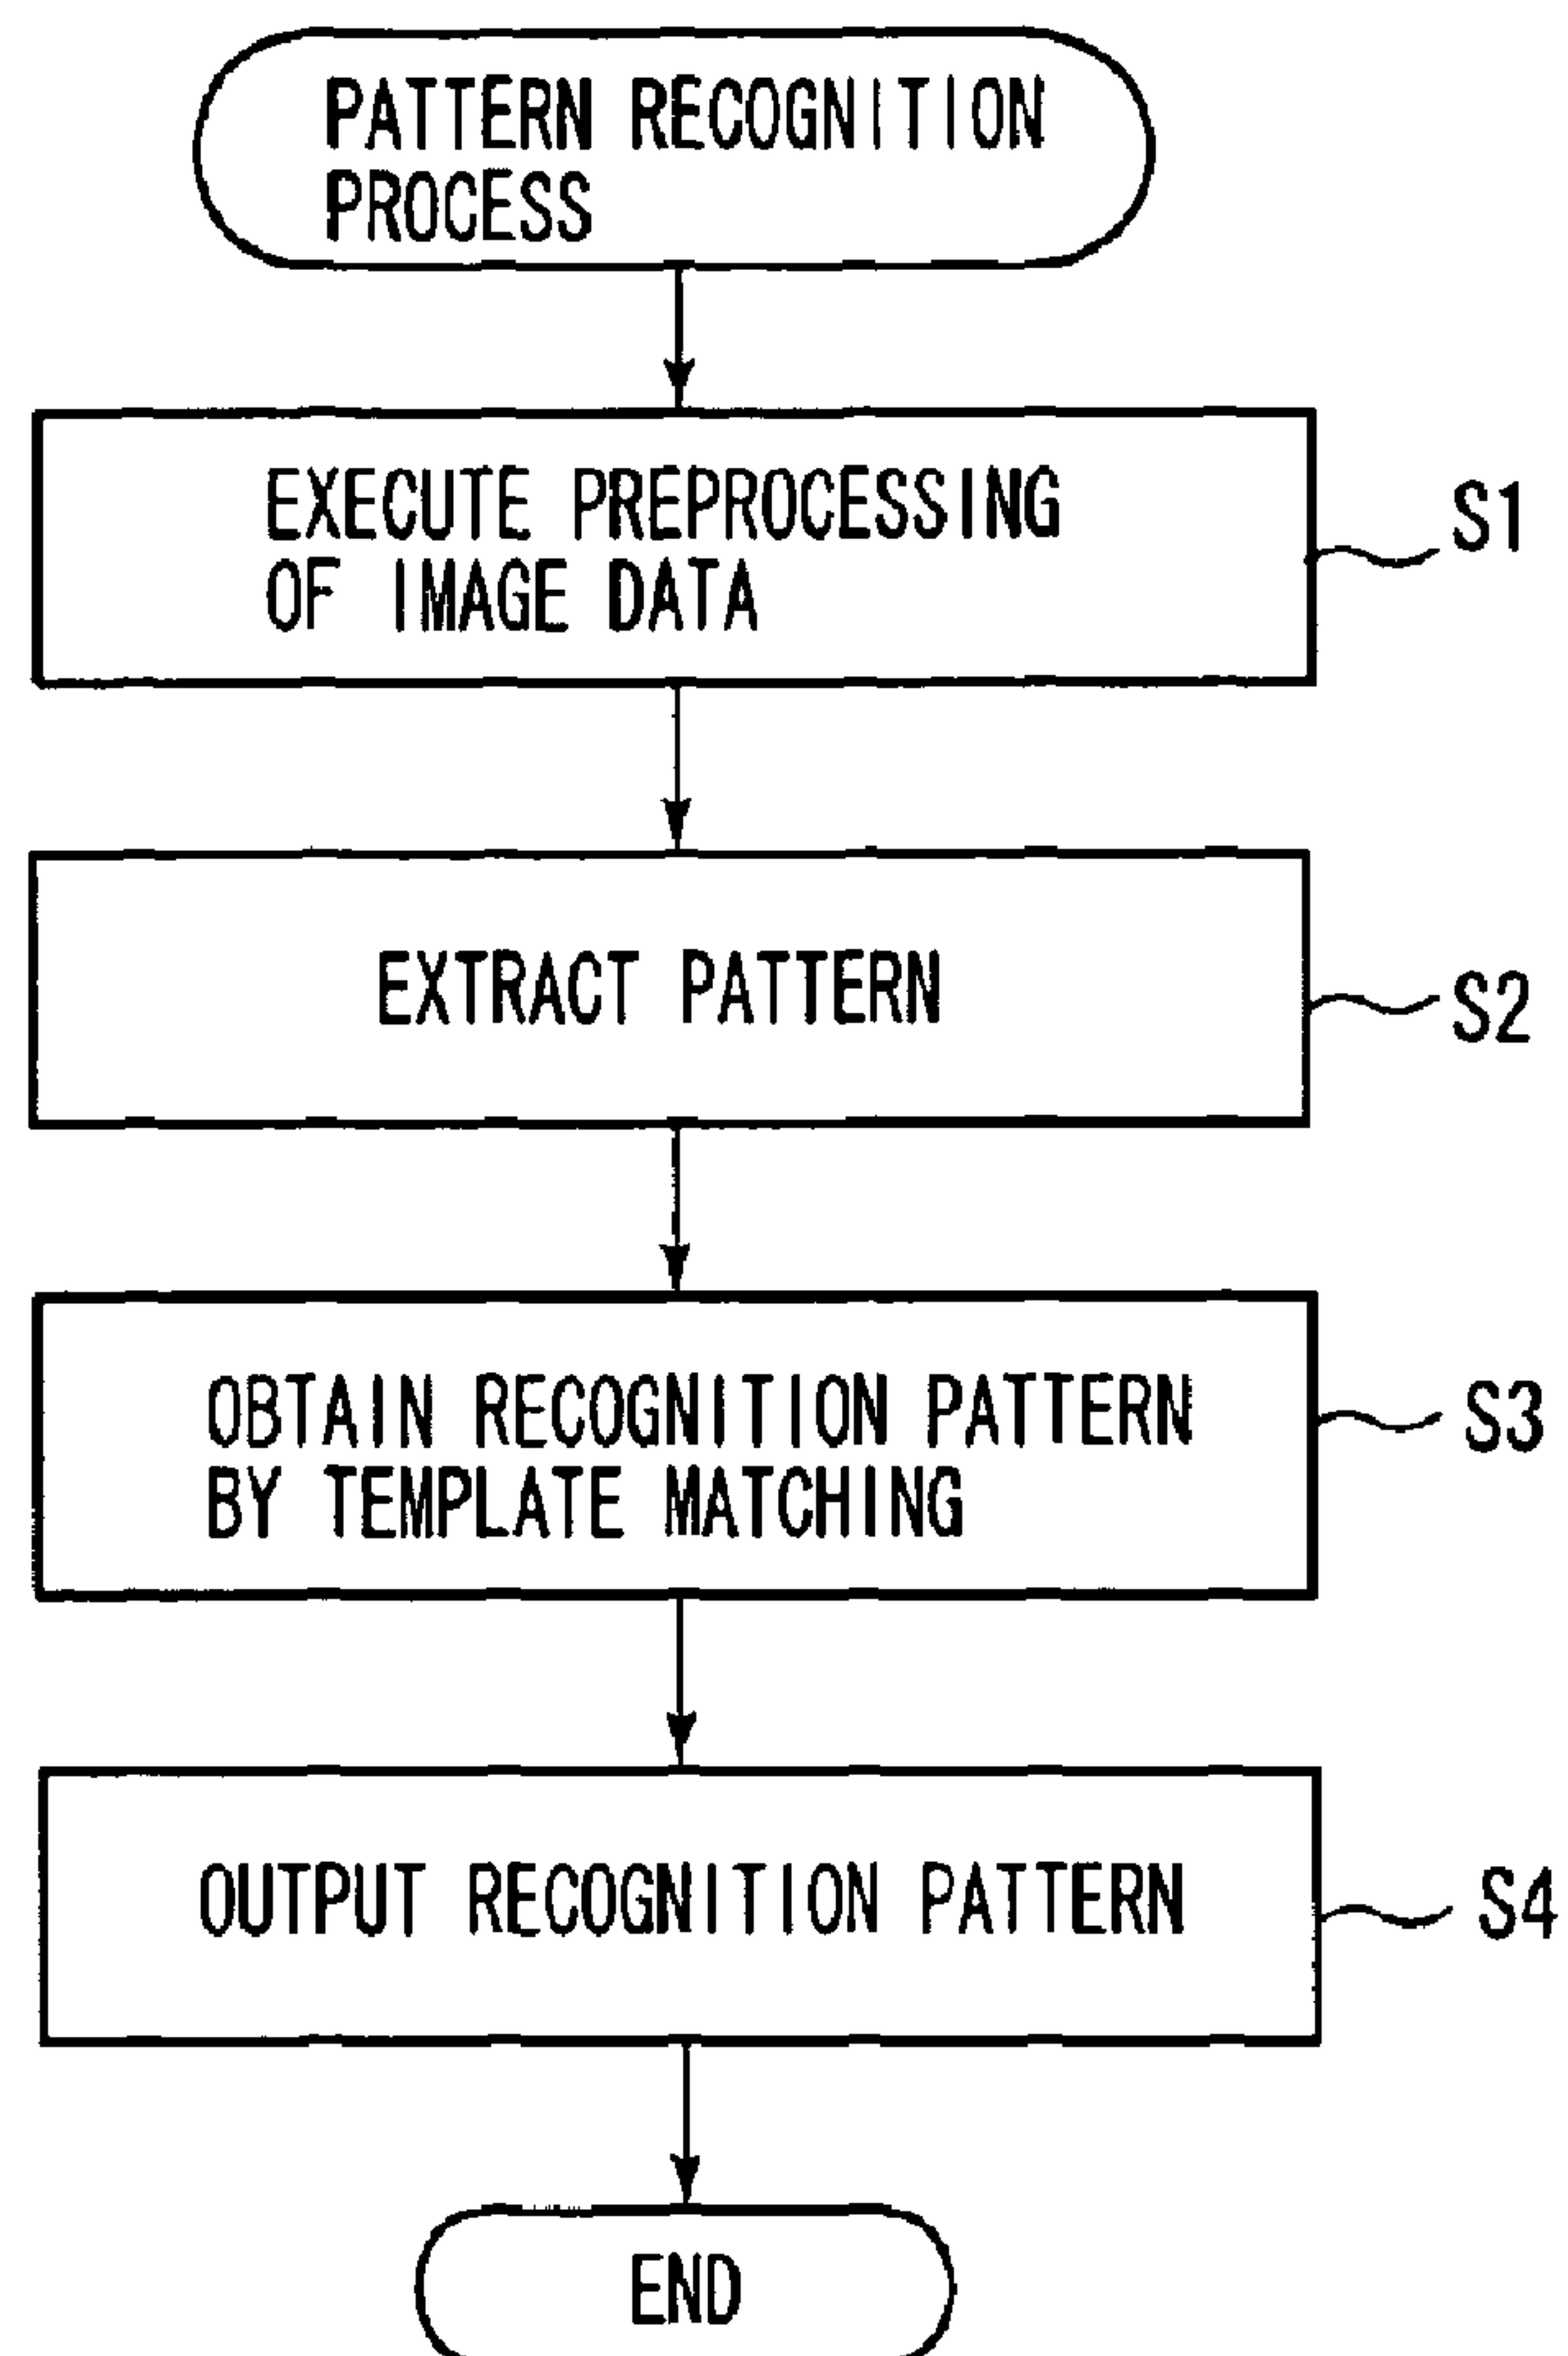 PATTERN RECOGNITION
PROCESS
EXECUTE PREPROCESSING
OF IMAGE DATA
S1
EXTRACT PATTERN
S2
OBTAIN RECOGNITION PATTERN
BY TEMPLATE MATCHING
S3
OUTPUT RECOGNITION PATTERN
S4
END